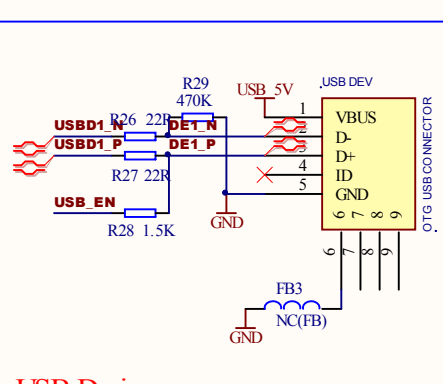 R29
470K
USB_5V
USB DEV
USBD1_N
R26 22R
DE1_N
1
VBUS
2
D-
USBD1_P
DE1_P
3
D+
R27 22R
4
ID
5
GND
USB_EN
R28 1.5K
GND
6 7 8 9
6 7 8 9
OTG USB CONNECTOR
FB3
NC(FB)
GND